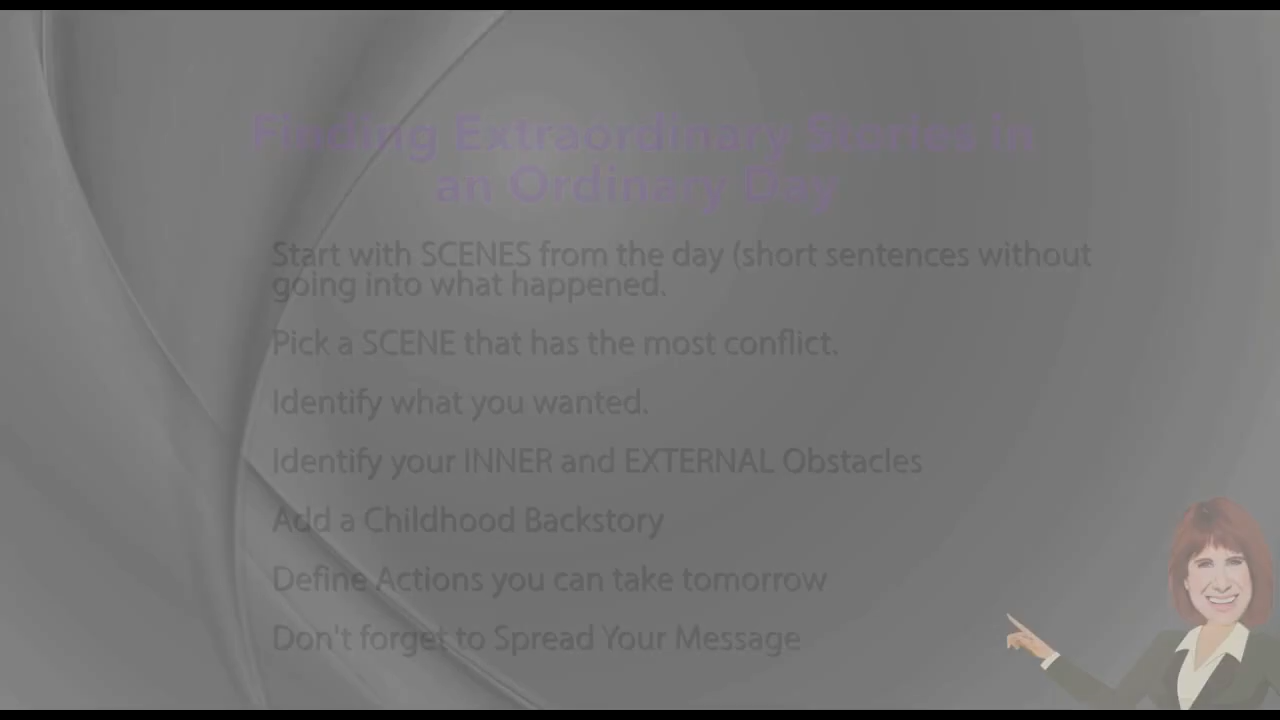 Finding Extraordinary Stories in
an Ordinary Day
Start with SCENES from the day (short sentences without
going into what happened.
Pick a SCENE that has the most conflict.
Identify what you wanted.
Identify your INNER and EXTERNAL Obstacles
Add a Childhood Backstory
Define Actions you can take tomorrow
Don't forget to Spread Your Message